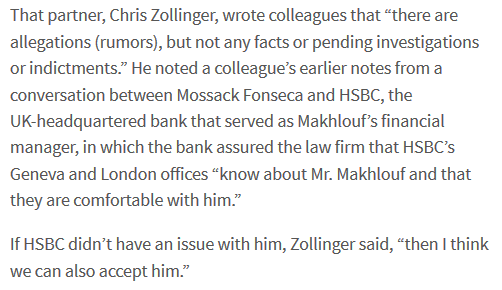 That partner, Chris Zollinger, wrote colleagues that “there are
allegations (rumors), but not any facts or pending investigations
or indictments.” He noted a colleague’s earlier notes from a
conversation between Mossack Fonseca and HSBC, the
UK-headquartered bank that served as Makhlouf’s financial
manager, in which the bank assured the law firm that HSBC’s
Geneva and London offices “know about Mr. Makhlouf and that
they are comfortable with him.”
If HSBC didn’t have an issue with him, Zollinger said, “then I think
we can also accept him.”